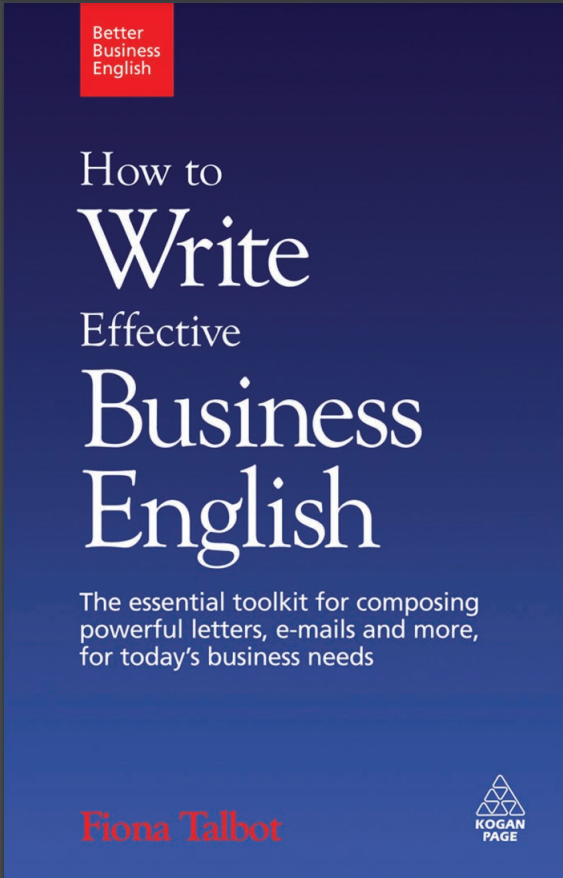 Better
Business
English
How to
Write
Effective
Business
English
The essential toolkit for composing
powerful letters, e-mails and more,
for today's business needs
Fiona Talbot
KOGAN
PAGE